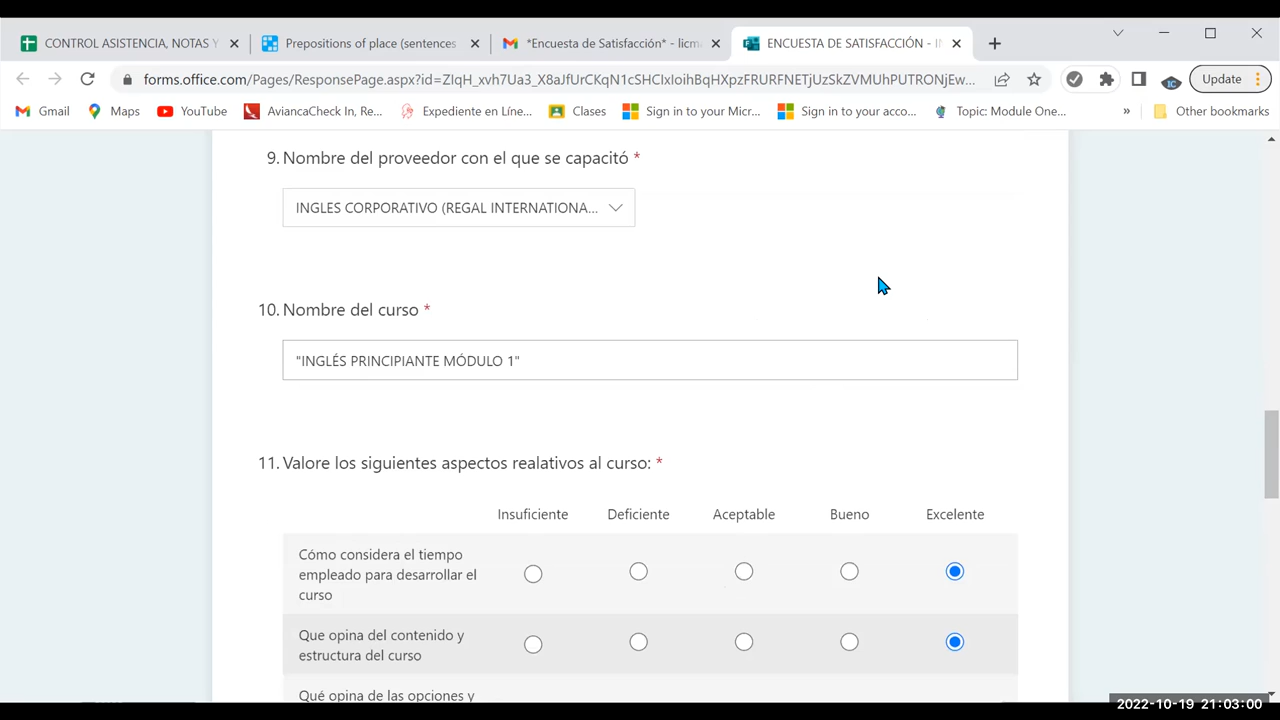 CONTROL ASISTENCIA, NOTAS Y
Prepositions of place (sentences
*Encuesta de Satisfacción* - licm
ENCUESTA DE SATISFACCIÓN - IN
forms.office.com/Pages/ResponsePage.aspx?id=ZIqH_xvh7Ua3_X8aJfUrCKqN1cSHCIxIoihBqHXpzFRURFNETjUzSkZVMUhPUTRONjEw...
Update
Gmail
Maps
YouTube
AviancaCheck In, Re...
Expediente en Líne...
Clases
Sign in to your Micr...
Sign in to your acco...
Topic: Module One...
»
Other bookmarks
9. Nombre del proveedor con el que se capacitó *
INGLES CORPORATIVO (REGAL INTERNATIONA...
10. Nombre del curso *
"INGLÉS PRINCIPIANTE MÓDULO 1"
11. Valore los siguientes aspectos realativos al curso: *
Insuficiente Deficiente Aceptable Bueno Excelente
Cómo considera el tiempo
empleado para desarrollar el
curso
Que opina del contenido y
estructura del curso
Qué opina de las opciones y
2022-10-19 21:03:00